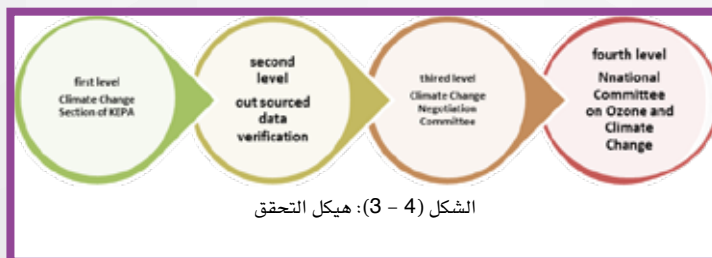 first level
Climate Change
Section of KEPA
second
level
out sourced
data
verification
thired level
Climate Change
Negotiation
Committee
fourth level
Nnational
Committee
on Ozone and
Climate
Change
الشكل (4 – 3): هيكل التحقق